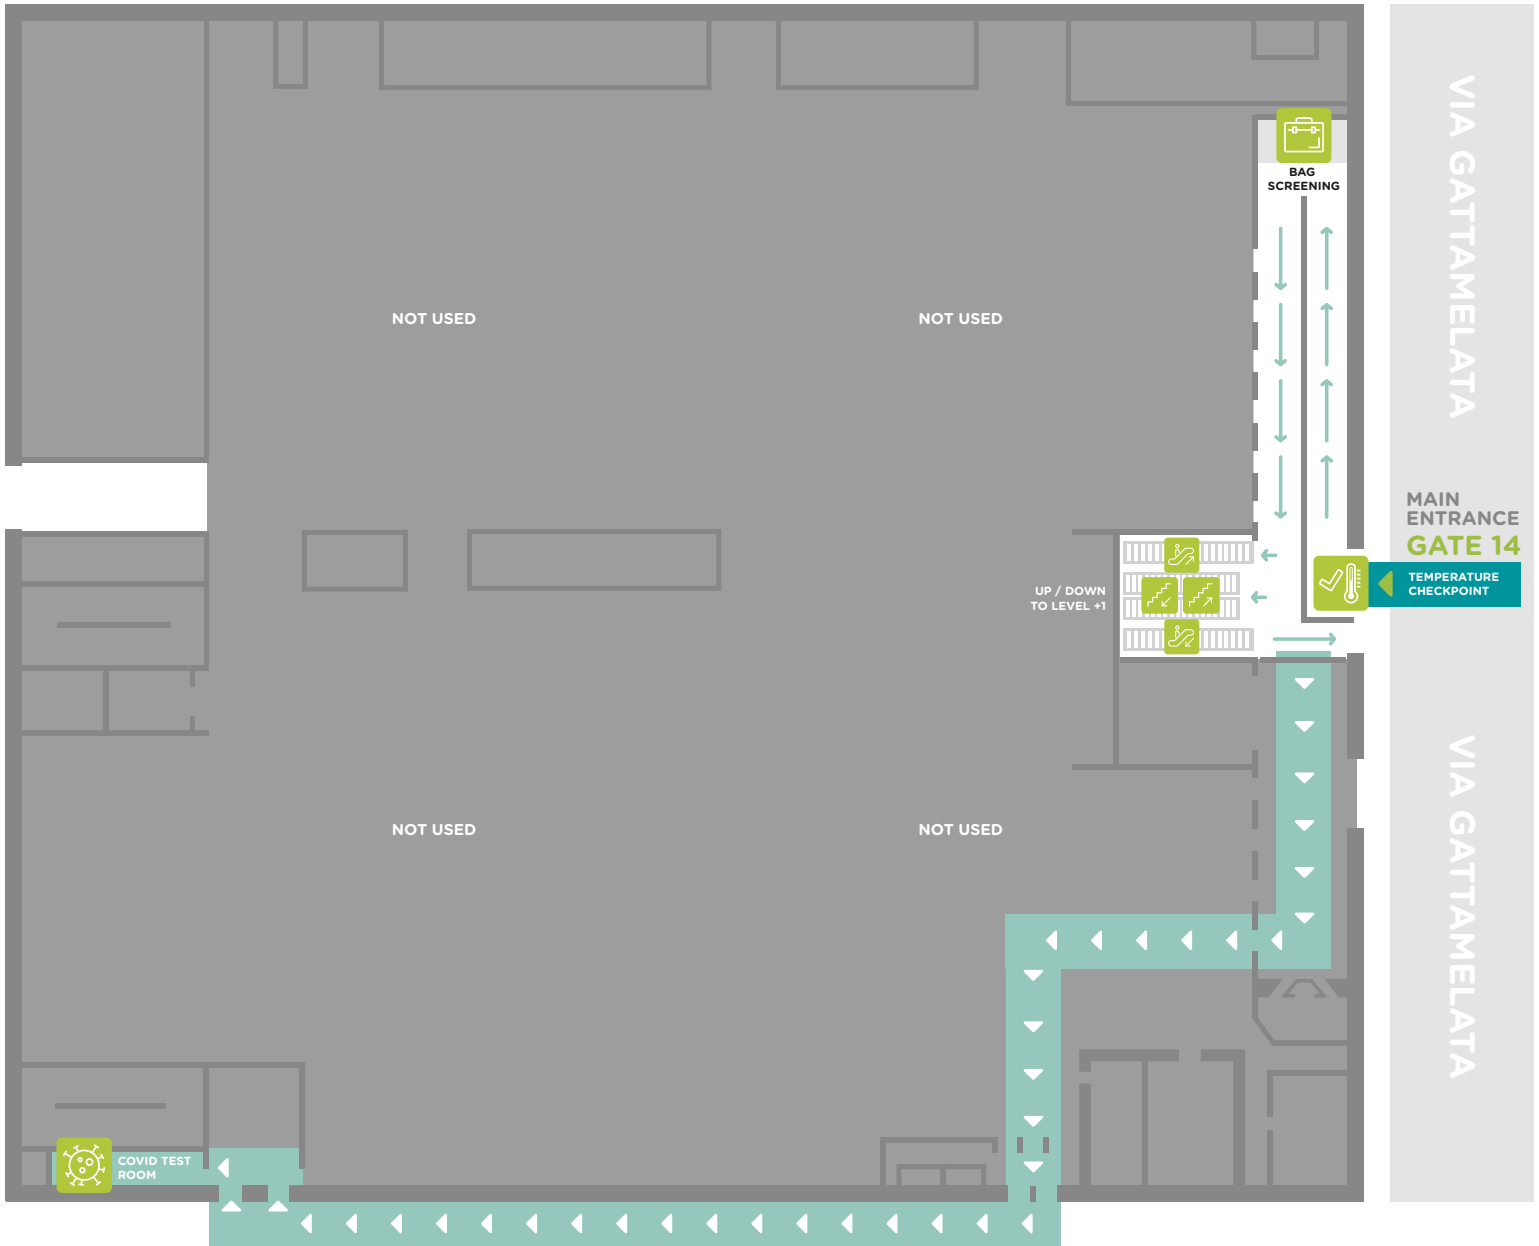 VIA GATTAMELATA
BAG
SCREENING
NOT USED
NOT USED
MAIN
ENTRANCE
GATE 14
TEMPERATURE
CHECKPOINT
UP / DOWN
TO LEVEL +1
VIA GATTAMELATA
NOT USED
NOT USED
COVID TEST
ROOM